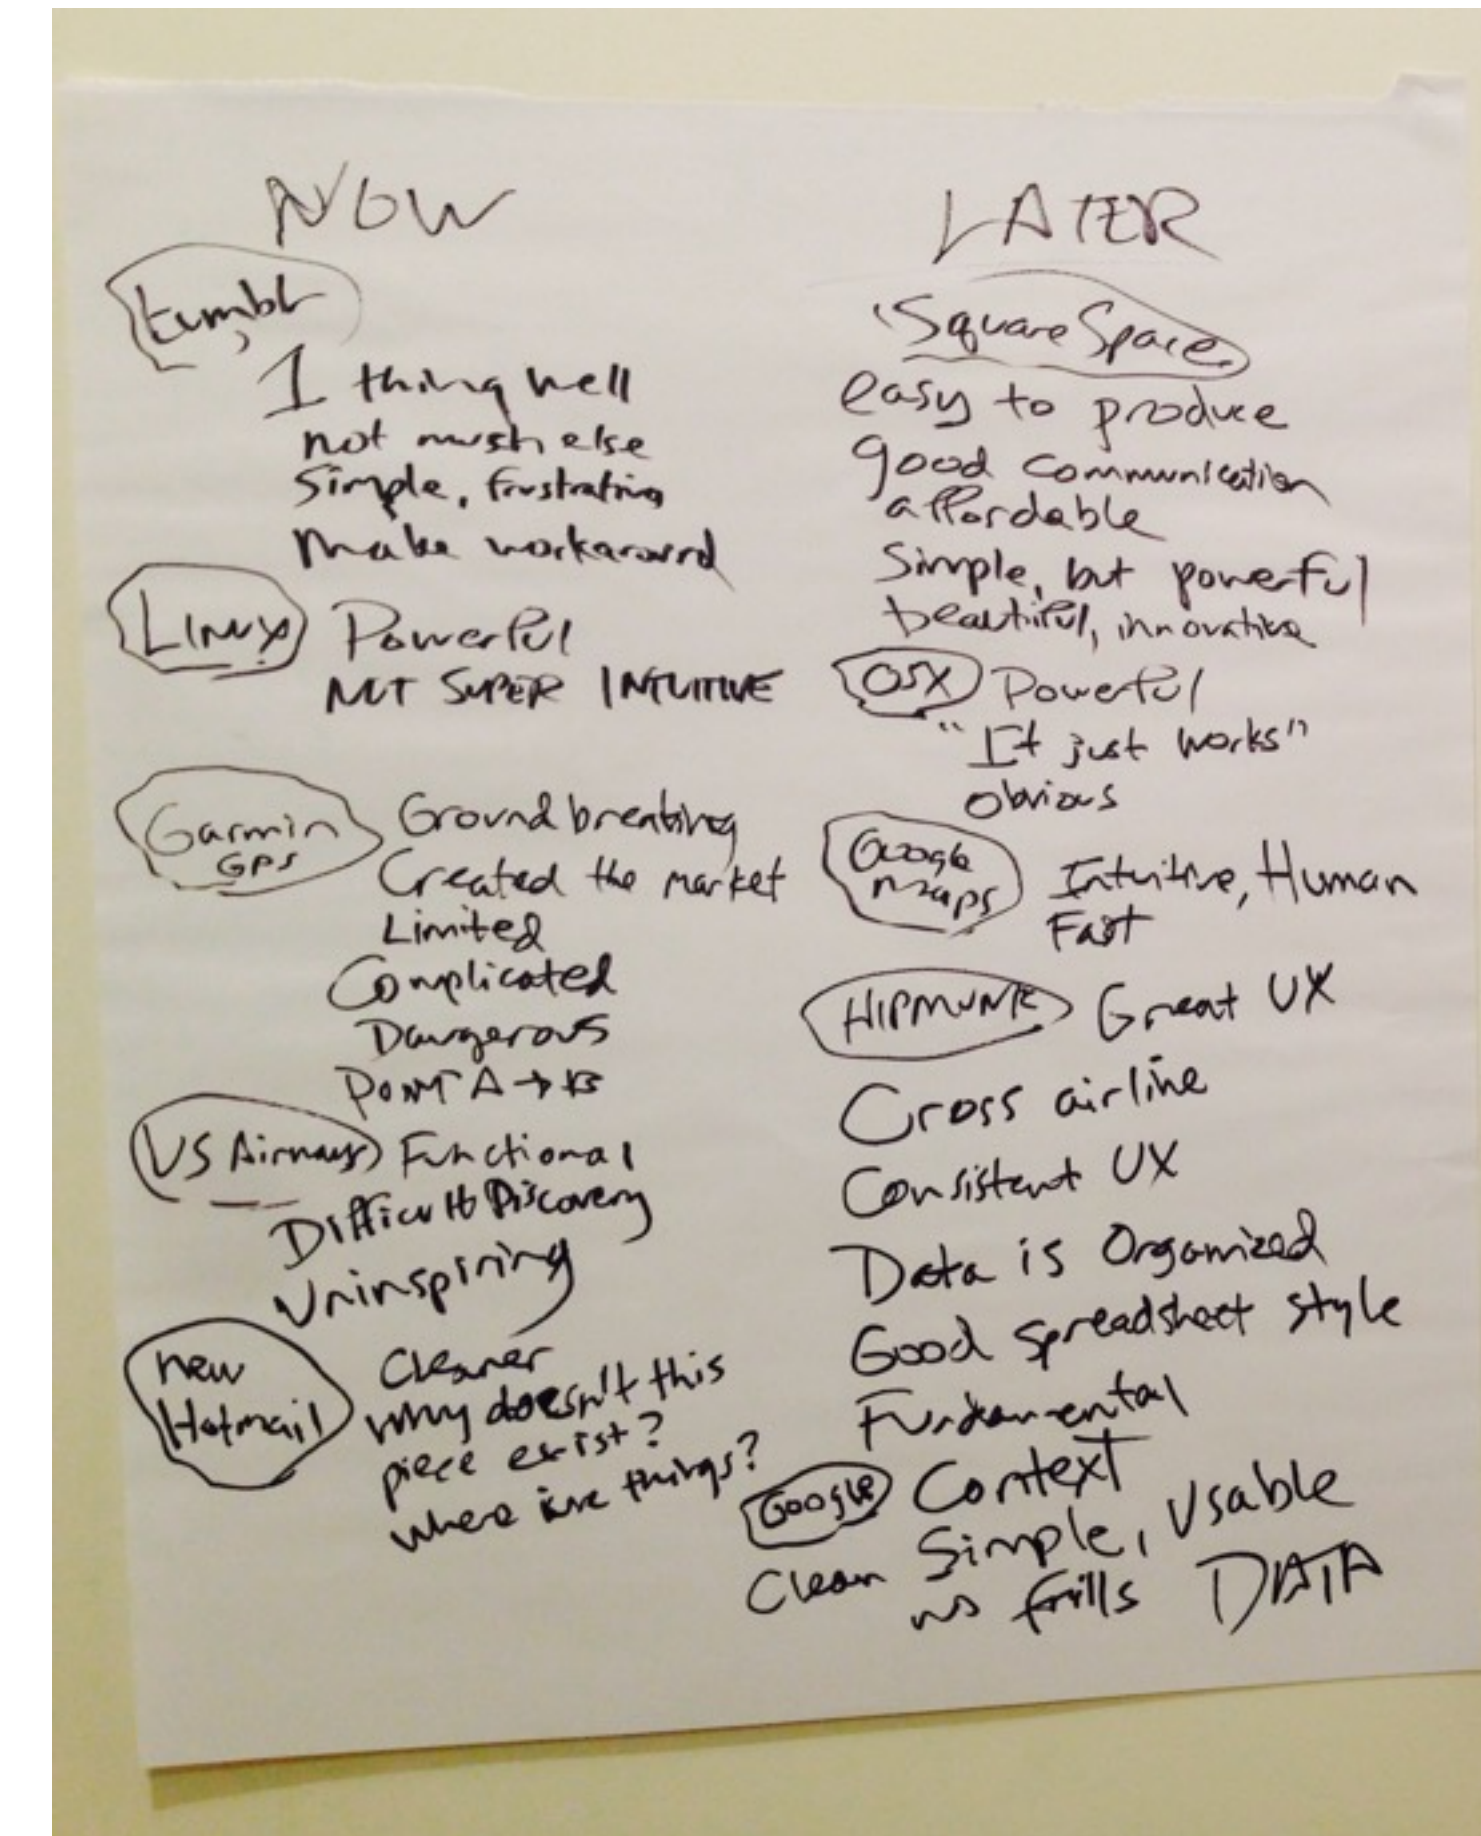 NOW
tumblr
1 thing well
not much else
Simple, frustrating
Make workaround
LINUX Powerful
NOT SUPER INTUITIVE
Garmin GPS
Ground breaking
Created the market
Limited
Complicated
Dangerous
POINT A → B
US Airways Functional
Difficult Discovery
Uninspiring
new Hotmail
Cleaner
Why doesn't this
piece exist?
where are things?
LATER
SquareSpace
easy to produce
good communication
affordable
Simple, but powerful
beautiful, innovative
OSX Powerful
"It just works"
obvious
Google maps
Intuitive, Human
Fast
HIPMUNK Great UX
Cross airline
Consistent UX
Data is Organized
Good spreadsheet style
Fundamental
Google Context
Clean Simple, Usable
no frills DATA